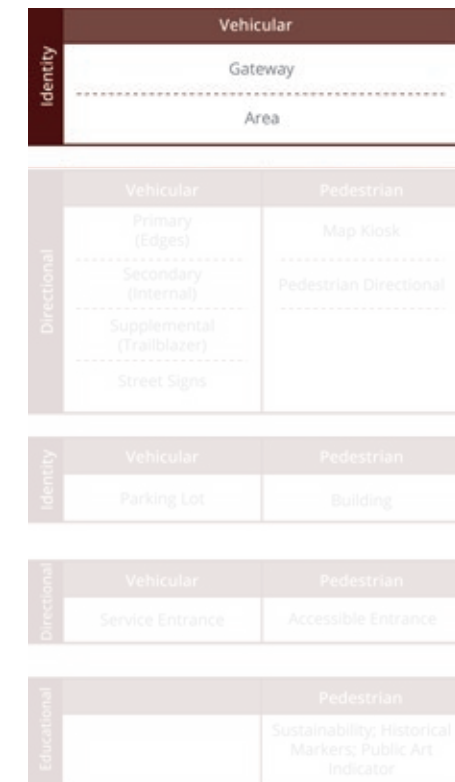 Identity
Vehicular
Gateway
Area
Directional
Vehicular
Pedestrian
Primary
(Edges)
Map Kiosk
Secondary
(Internal)
Pedestrian Directional
Supplemental
(Trailblazer)
Street Signs
Identity
Vehicular
Pedestrian
Parking Lot
Building
Directional
Vehicular
Pedestrian
Service Entrance
Accessible Entrance
Educational
Pedestrian
Sustainability; Historical
Markers; Public Art
Indicator